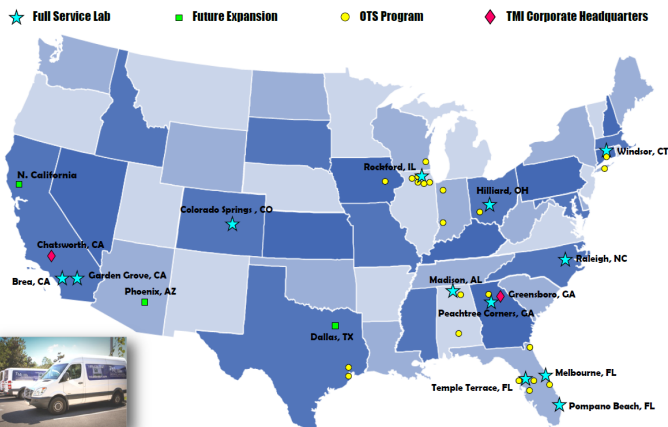 Full Service Lab
Future Expansion
OTS Program
TMI Corporate Headquarters
Windsor, CT
Rockford, IL
N. California
Hilliard, OH
Colorado Springs , CO
Chatsworth, CA
Raleigh, NC
Brea, CA
Garden Grove, CA
Madison, AL
Phoenix, AZ
Greensboro, GA
Peachtree Corners, GA
Dallas, TX
Melbourne, FL
Temple Terrace, FL
Pompano Beach, FL